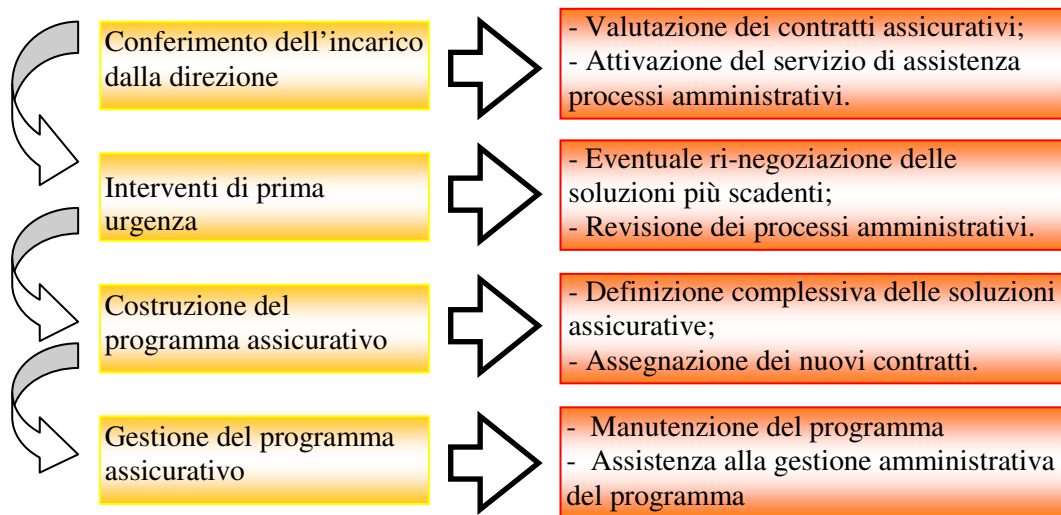 Conferimento dell'incarico
dalla direzione
- Valutazione dei contratti assicurativi;
- Attivazione del servizio di assistenza
processi amministrativi.
Interventi di prima
urgenza
- Eventuale ri-negoziazione delle
soluzioni più scadenti;
- Revisione dei processi amministrativi.
Costruzione del
programma assicurativo
- Definizione complessiva delle soluzioni
assicurative;
- Assegnazione dei nuovi contratti.
Gestione del programma
assicurativo
- Manutenzione del programma
- Assistenza alla gestione amministrativa
del programma